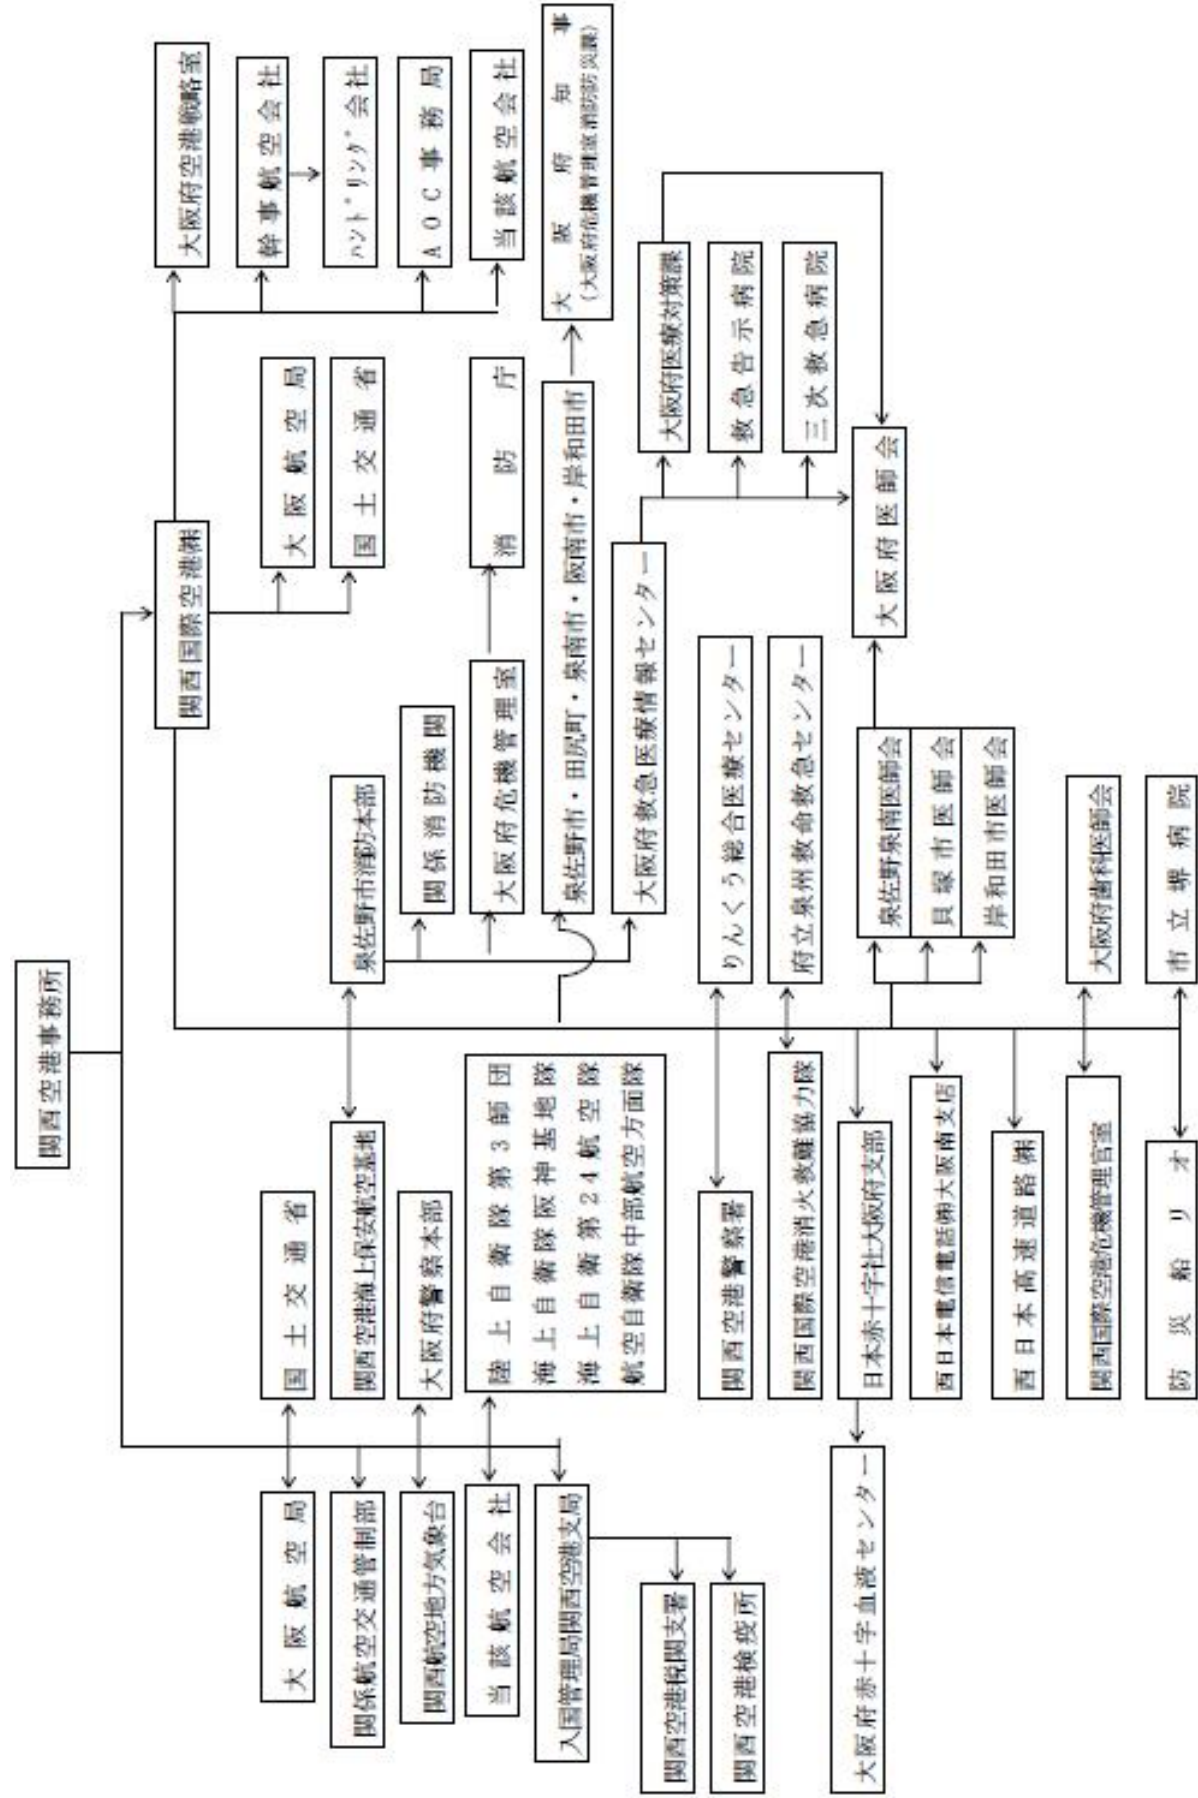 関西空港事務所
大阪航空局
国土交通省
関係航空交通管制部
関西空港海上保安航空基地
関西航空地方気象台
大阪府警察本部
当該航空会社
陸上自衛隊第3師団
海上自衛隊阪神基地隊
海上自衛第24航空隊
航空自衛隊中部航空方面隊
入国管理局関西空港支局
関西空港税関支署
関西空港検疫所
関西国際空港㈱
大阪航空局
国土交通省
大阪府空港戦略室
幹事航空会社
ハンドリング会社
AOC事務局
当該航空会社
泉佐野市消防本部
関係消防機関
大阪府危機管理室
消防庁
泉佐野市・田尻町・泉南市・阪南市・岸和田市
大阪府知事
(大阪府危機管理室消防防災課)
大阪府救急医療情報センター
大阪府医療対策課
救急告示病院
三次救急病院
大阪府医師会
関西空港警察署
りんくう総合医療センター
関西国際空港消火救難協力隊
府立泉州救命救急センター
日本赤十字社大阪府支部
大阪府赤十字血液センター
泉佐野泉南医師会
貝塚市医師会
岸和田市医師会
西日本電信電話㈱大阪南支店
西日本高速道路㈱
関西国際空港危機管理官室
大阪府歯科医師会
防災船リオ
市立堺病院